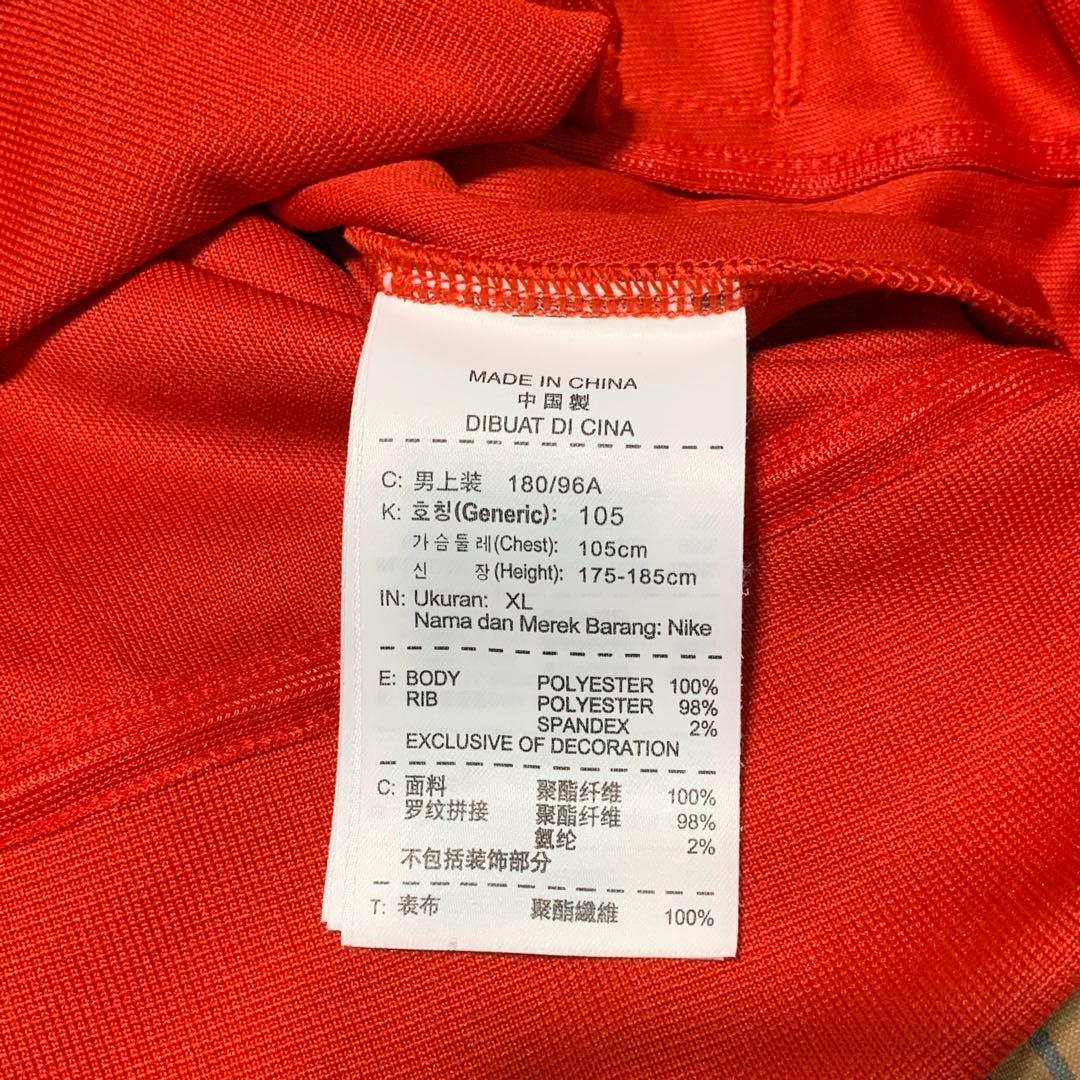 MADE IN CHINA
中国製
DIBUAT DI CINA
C: 男上装 180/96A
K: 호칭(Generic): 105
가슴둘레(Chest): 105cm
신 장(Height): 175-185cm
IN: Ukuran: XL
Nama dan Merek Barang: Nike
E: BODY POLYESTER 100%
RIB POLYESTER 98%
SPANDEX 2%
EXCLUSIVE OF DECORATION
C: 面料 聚酯纤维 100%
罗纹拼接 聚酯纤维 98%
氨纶 2%
不包括装饰部分
T: 表布 聚酯纖維 100%